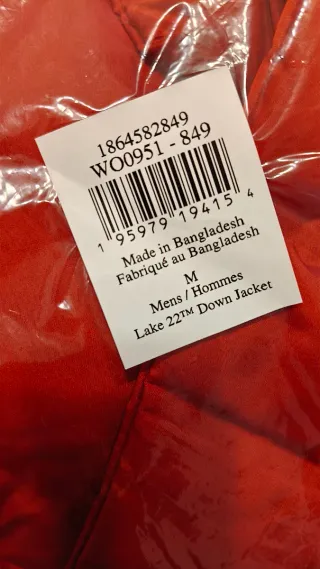 1864582849
WO0951 - 849
1 95979 19415 4
Made in Bangladesh
Fabriqué au Bangladesh
M
Mens / Hommes
Lake 22™ Down Jacket